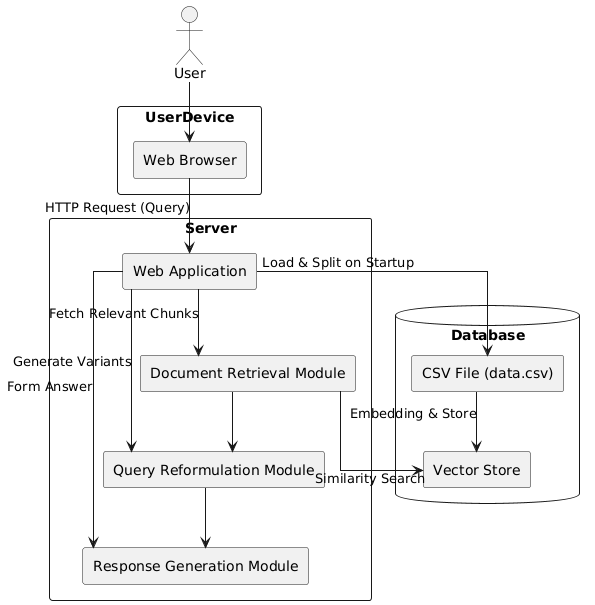 User
UserDevice
Web Browser
HTTP Request (Query)
Server
Web Application
Load & Split on Startup
Fetch Relevant Chunks
Database
Generate Variants
Document Retrieval Module
CSV File (data.csv)
Form Answer
Embedding & Store
Query Reformulation Module
Vector Store
Similarity Search
Response Generation Module